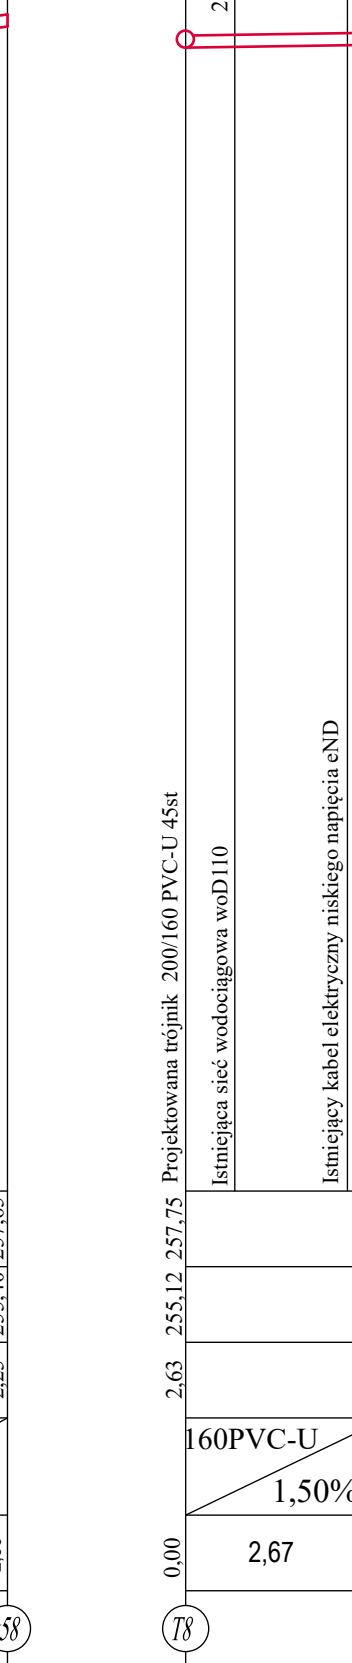 2
Projektowana trójnik 200/160 PVC-U 45st
Istniejąca sieć wodociągowa woD110
Istniejący kabel elektryczny niskiego napięcia eND
257,75
255,12
2,63
160PVC-U
1,50%
0,00
2,67
58
T8